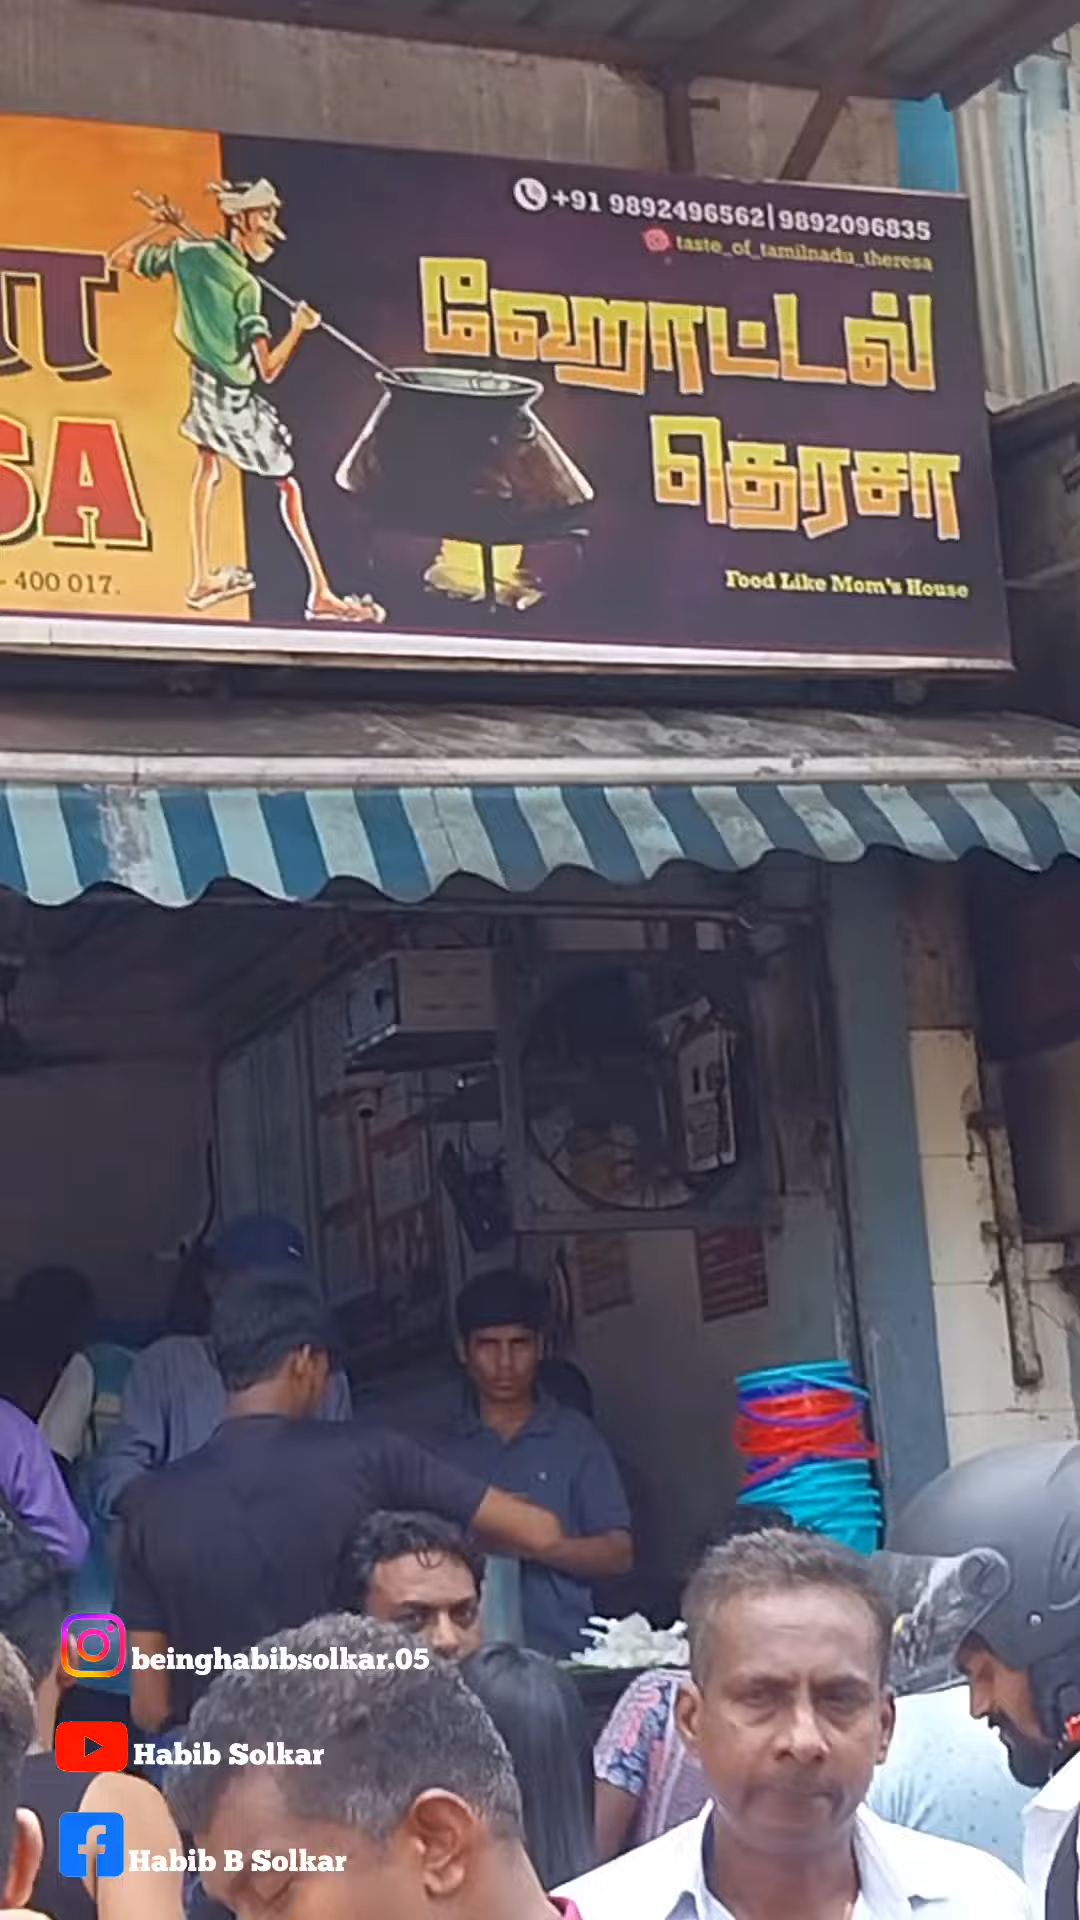 +91 9892496562|9892096835
taste_of_tamilnadu_theresa
ஹோட்டல்
தெரசா
SA
- 400 017.
Food Like Mom's House
beinghabibsolkar.05
Habib Solkar
Habib B Solkar